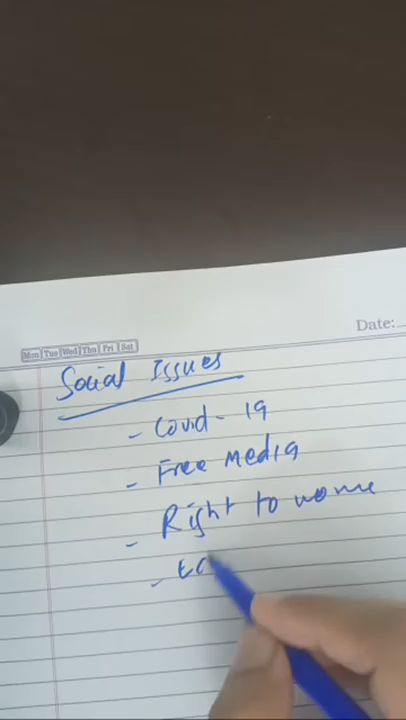 Mon Tue Wed Thu Fri Sat
Date:
Social Issues
- Covid-19
- Free Media
- Right to wome
-